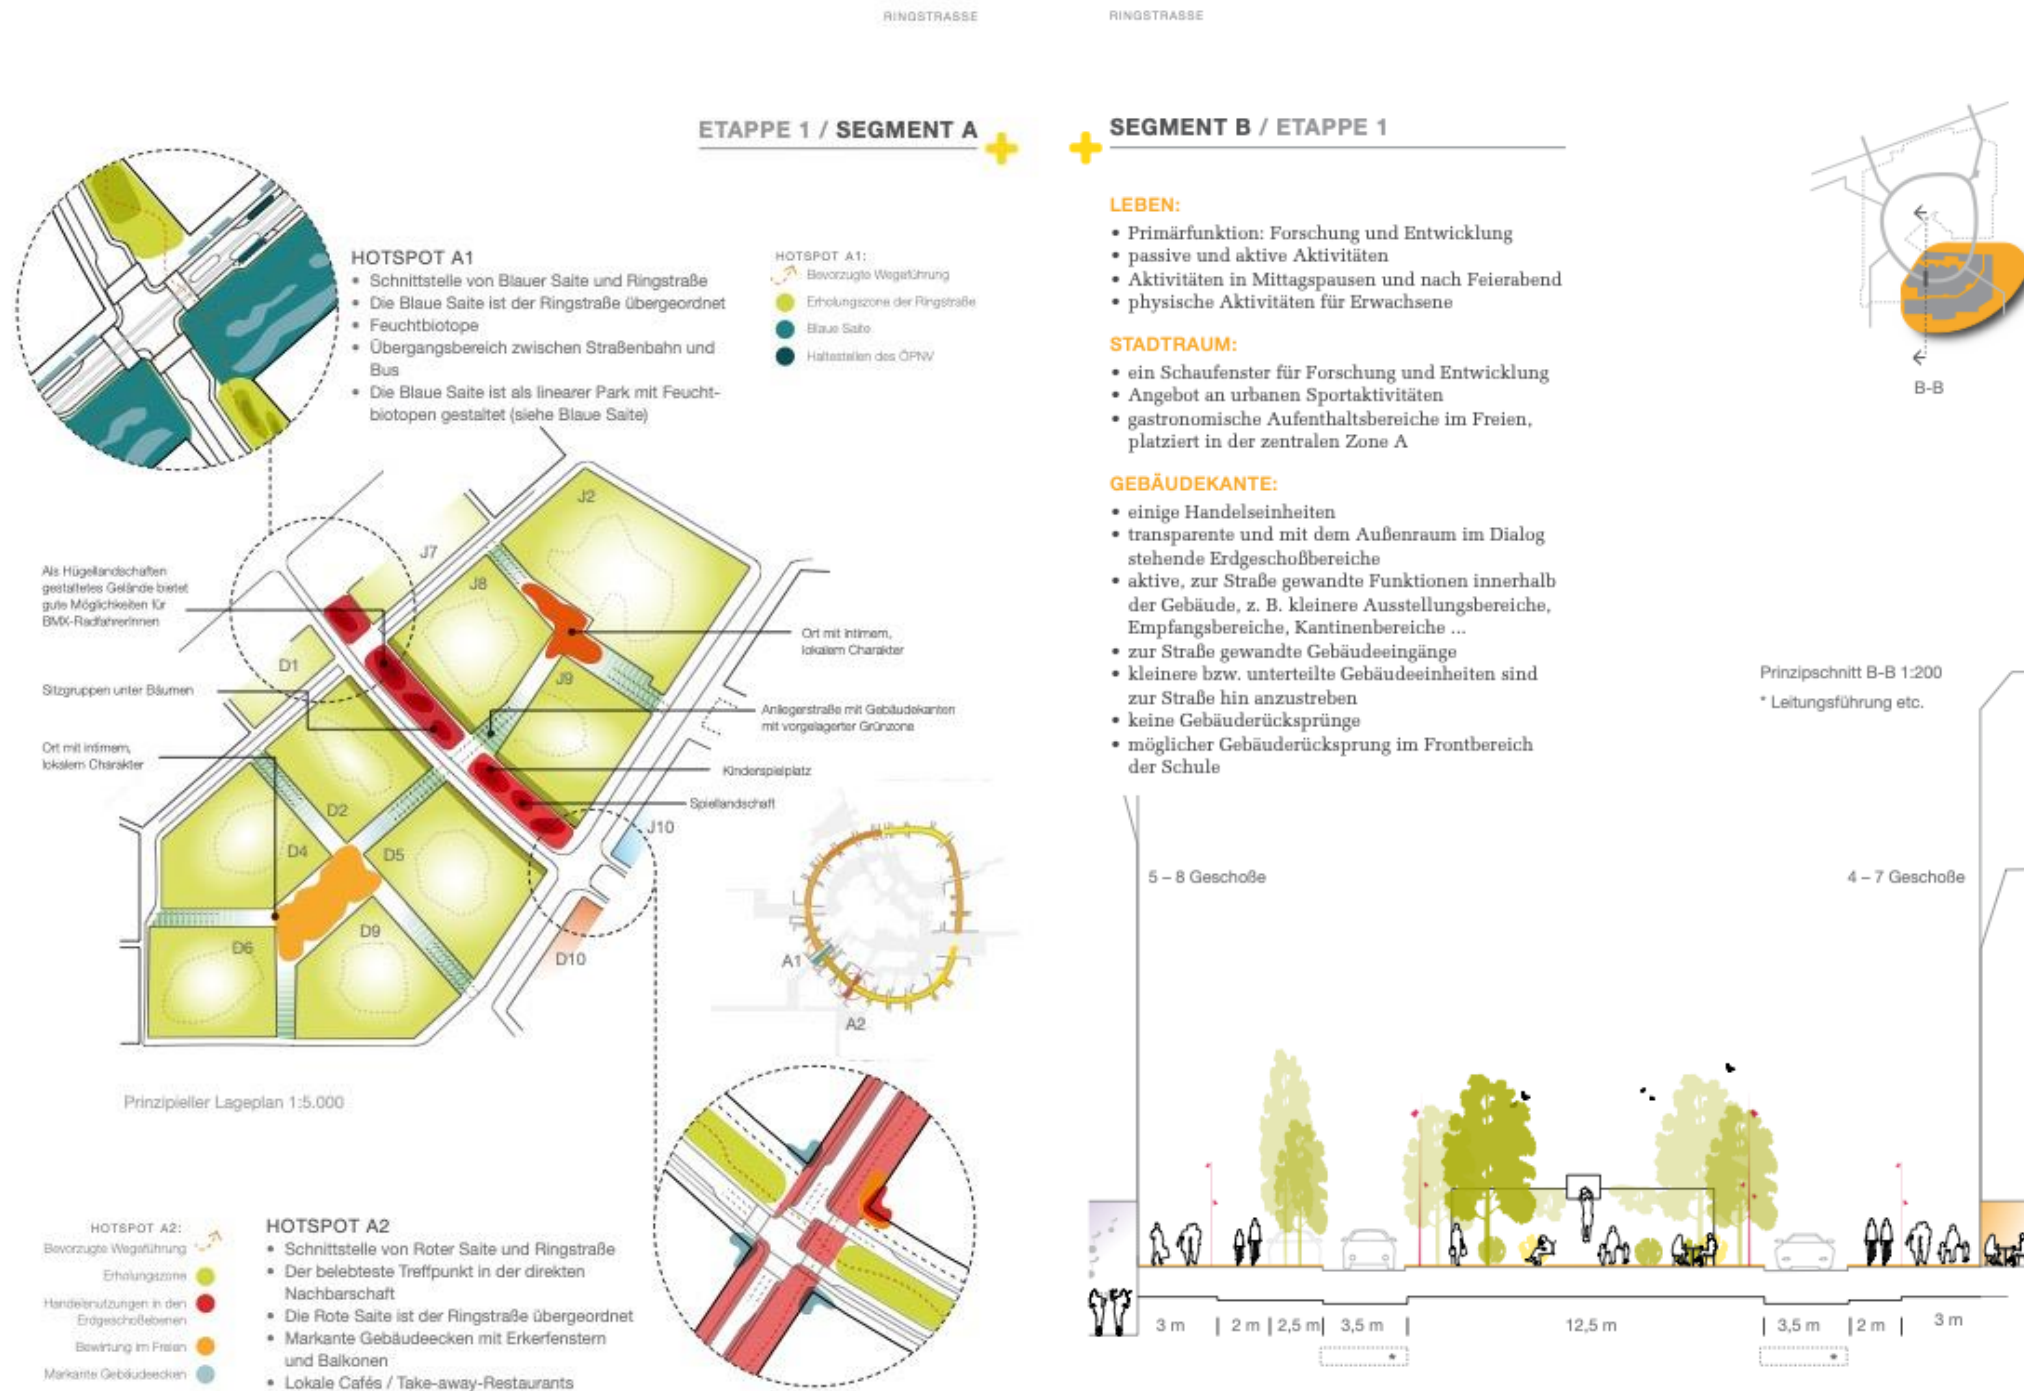 RINGSTRASSE
ETAPPE 1 / SEGMENT A
HOTSPOT A1
• Schnittstelle von Blauer Saite und Ringstraße
• Die Blaue Saite ist der Ringstraße übergeordnet
• Feuchtbiotope
• Übergangsbereich zwischen Straßenbahn und
Bus
• Die Blaue Saite ist als linearer Park mit Feucht-
biotopen gestaltet (siehe Blaue Saite)
HOTSPOT A1:
Bevorzugte Wegeführung
Erholungszone der Ringstraße
Blaue Saite
Haltestellen des ÖPNV
Als Hügellandschaften
gestaltetes Gelände bietet
gute Möglichkeiten für
BMX-RadfahrerInnen
Sitzgruppen unter Bäumen
Ort mit intimem,
lokalem Charakter
J2
J7
J8
J9
D1
D2
D4
D5
D6
D9
J10
D10
Ort mit intimem,
lokalem Charakter
Anliegerstraße mit Gebäudekanten
mit vorgelagerter Grünzone
Kinderspielplatz
Spiellandschaft
A1
A2
Prinzipieller Lageplan 1:5.000
HOTSPOT A2:
Bevorzugte Wegeführung
Erholungszone
Handelsnutzungen in den
Erdgeschoßebenen
Bewirtung im Freien
Markante Gebäudeecken
HOTSPOT A2
• Schnittstelle von Roter Saite und Ringstraße
• Der belebteste Treffpunkt in der direkten
Nachbarschaft
• Die Rote Saite ist der Ringstraße übergeordnet
• Markante Gebäudeecken mit Erkerfenstern
und Balkonen
• Lokale Cafés / Take-away-Restaurants
RINGSTRASSE
SEGMENT B / ETAPPE 1
LEBEN:
• Primärfunktion: Forschung und Entwicklung
• passive und aktive Aktivitäten
• Aktivitäten in Mittagspausen und nach Feierabend
• physische Aktivitäten für Erwachsene
STADTRAUM:
• ein Schaufenster für Forschung und Entwicklung
• Angebot an urbanen Sportaktivitäten
• gastronomische Aufenthaltsbereiche im Freien,
platziert in der zentralen Zone A
GEBÄUDEKANTE:
• einige Handelseinheiten
• transparente und mit dem Außenraum im Dialog
stehende Erdgeschoßbereiche
• aktive, zur Straße gewandte Funktionen innerhalb
der Gebäude, z. B. kleinere Ausstellungsbereiche,
Empfangsbereiche, Kantinenbereiche ...
• zur Straße gewandte Gebäudeeingänge
• kleinere bzw. unterteilte Gebäudeeinheiten sind
zur Straße hin anzustreben
• keine Gebäuderücksprünge
• möglicher Gebäuderücksprung im Frontbereich
der Schule
B-B
Prinzipschnitt B-B 1:200
* Leitungsführung etc.
5 – 8 Geschoße
4 – 7 Geschoße
3 m | 2 m | 2,5 m | 3,5 m | 12,5 m | 3,5 m | 2 m | 3 m
* *